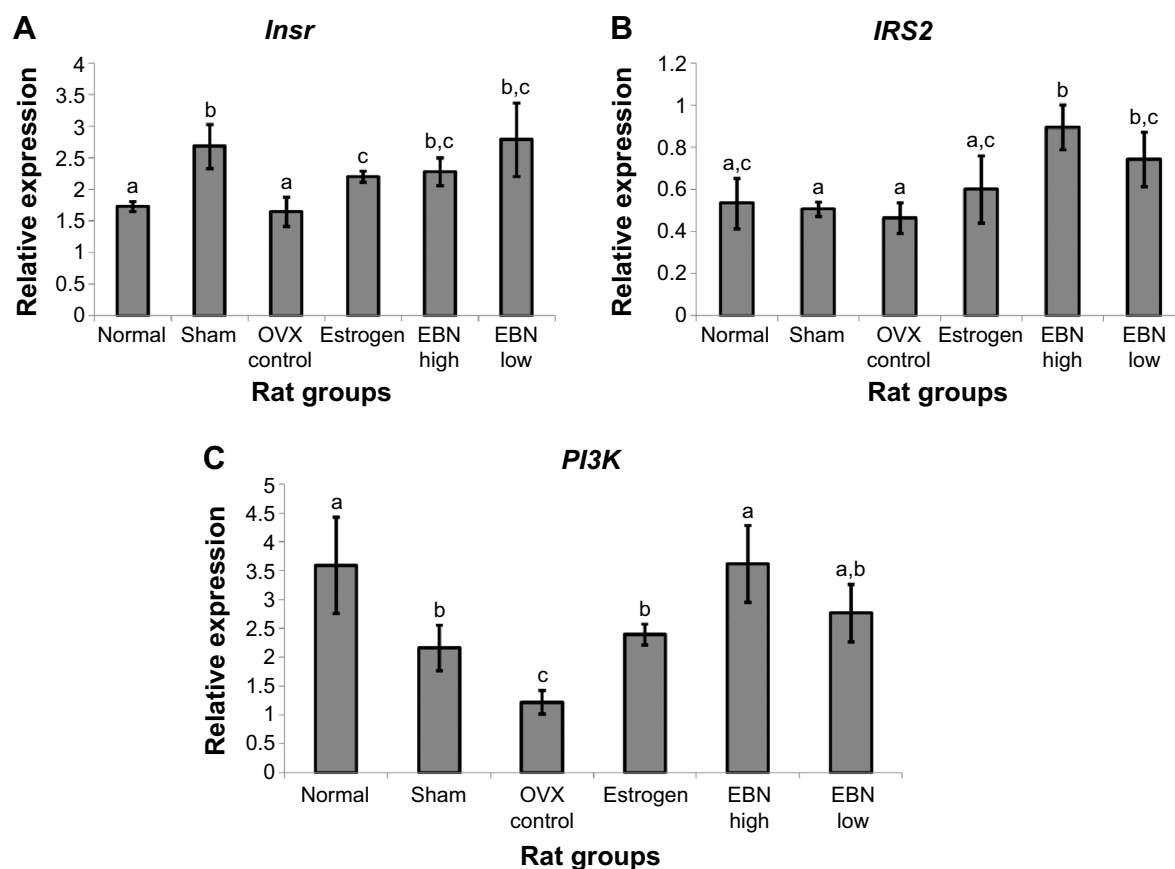 A
Insr
Relative expression
4
3.5
3
2.5
2
1.5
1
0.5
0
a
b
a
c
b,c
b,c
Normal
Sham
OVX
control
Estrogen
EBN
high
EBN
low
Rat groups
B
IRS2
Relative expression
1.2
1
0.8
0.6
0.4
0.2
0
a,c
a
a
a,c
b
b,c
Normal
Sham
OVX
control
Estrogen
EBN
high
EBN
low
Rat groups
C
PI3K
Relative expression
5
4.5
4
3.5
3
2.5
2
1.5
1
0.5
0
a
b
c
b
a
a,b
Normal
Sham
OVX
control
Estrogen
EBN
high
EBN
low
Rat groups